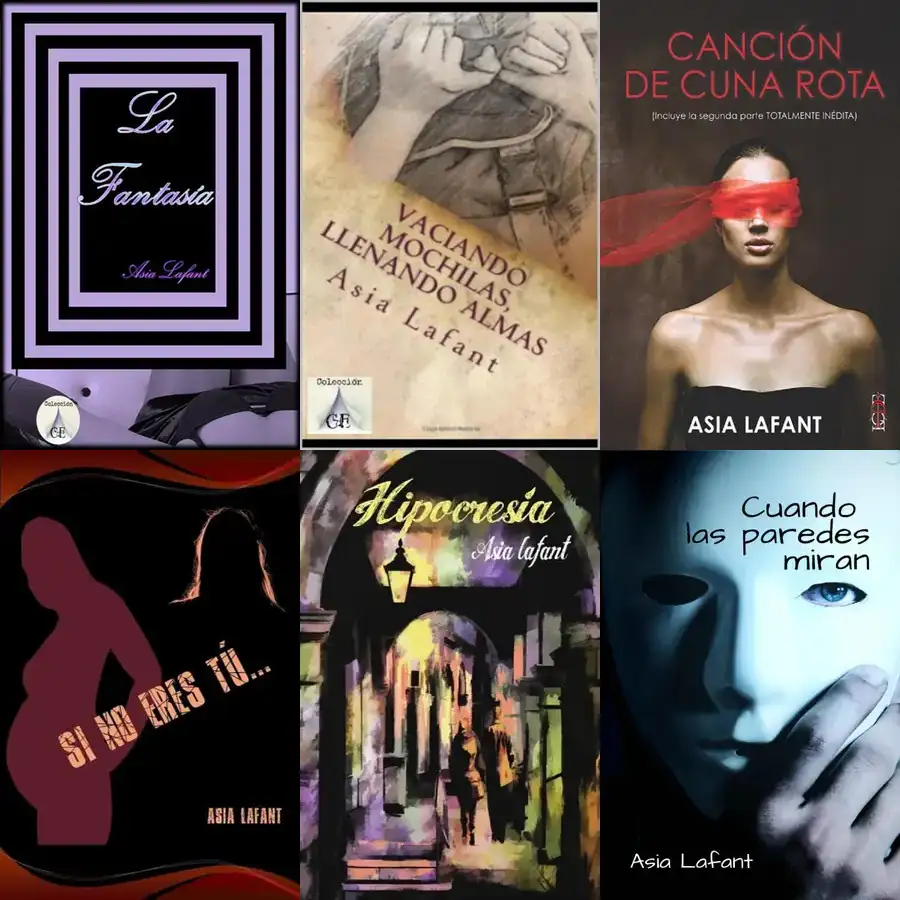 La
Fantasía
Asia Lafant
Colección
GE
VACIANDO
MOCHILAS,
LLENANDO ALMAS
Asia Lafant
Colección
GE
CANCIÓN
DE CUNA ROTA
(Incluye la segunda parte TOTALMENTE INÉDITA)
ASIA LAFANT
SI NO ERES TÚ...
ASIA LAFANT
Hipocresía
Asia lafant
Cuando
las paredes
miran
Asia Lafant